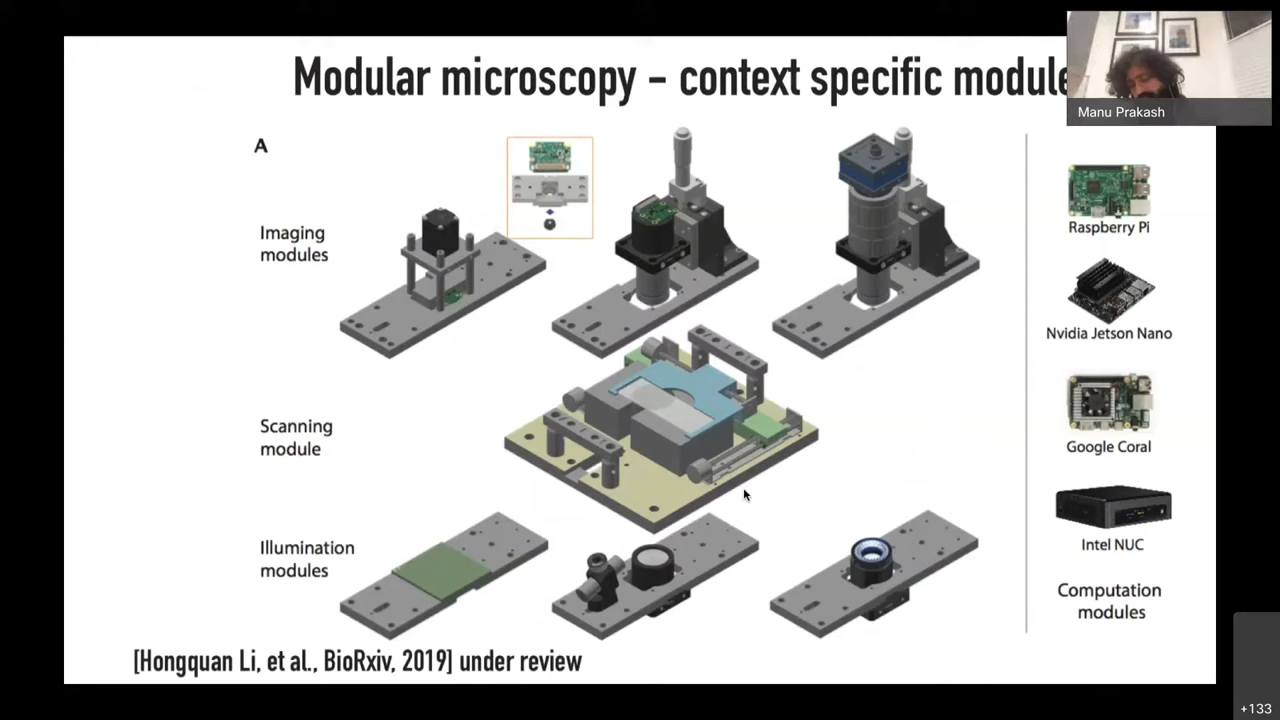 Modular microscopy – context specific module
Manu Prakash
A
Imaging
modules
Raspberry Pi
Nvidia Jetson Nano
Google Coral
Scanning
module
Intel NUC
Illumination
modules
Computation
modules
[Hongquan Li, et al., BioRxiv, 2019] under review
+133